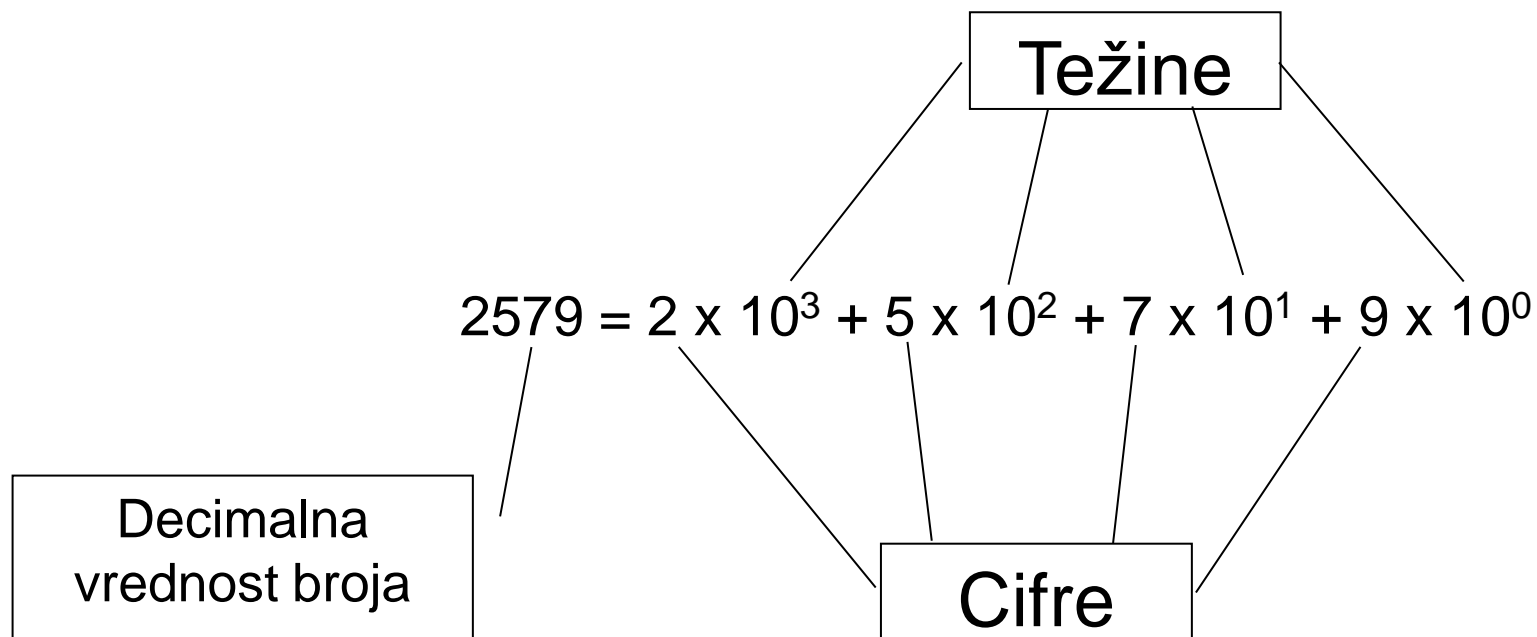 Težine
2579 = 2 x 10³ + 5 x 10² + 7 x 10¹ + 9 x 10⁰
Decimalna
vrednost broja
Cifre